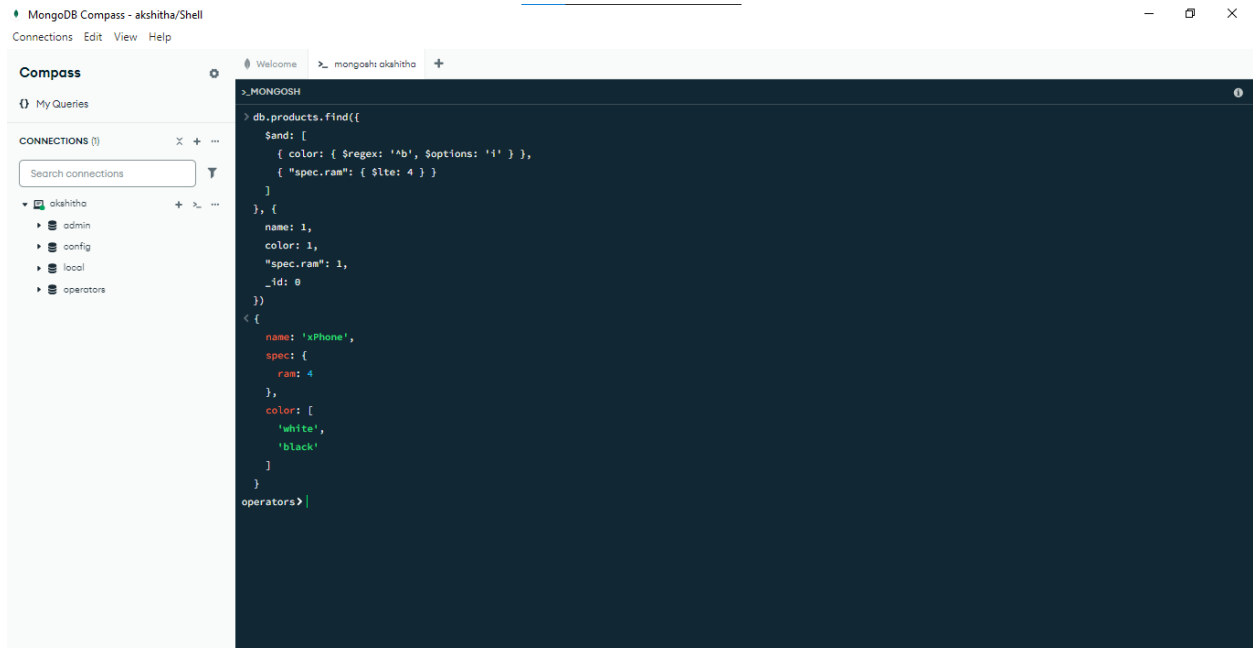 MongoDB Compass - akshitha/Shell
Connections Edit View Help
Compass
{} My Queries
CONNECTIONS (1)
Search connections
akshitha
admin
config
local
operators
Welcome
>_ mongosh: akshitha
>_MONGOSH
> db.products.find({
$and: [
{ color: { $regex: '^b', $options: 'i' } },
{ "spec.ram": { $lte: 4 } }
]
}, {
name: 1,
color: 1,
"spec.ram": 1,
_id: 0
})
< {
name: 'xPhone',
spec: {
ram: 4
},
color: [
'white',
'black'
]
}
operators>